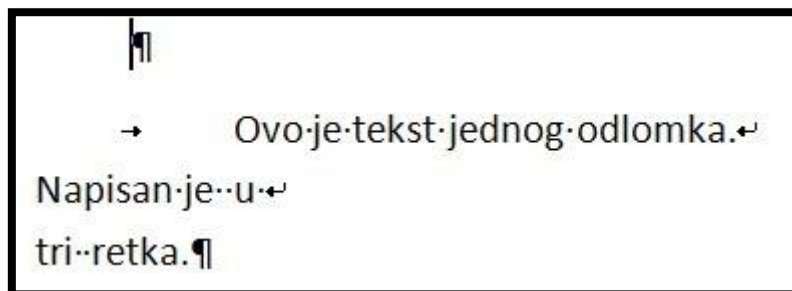 ¶
→ Ovo·je·tekst·jednog·odlomka.↵
Napisan·je··u·↵
tri··retka.¶